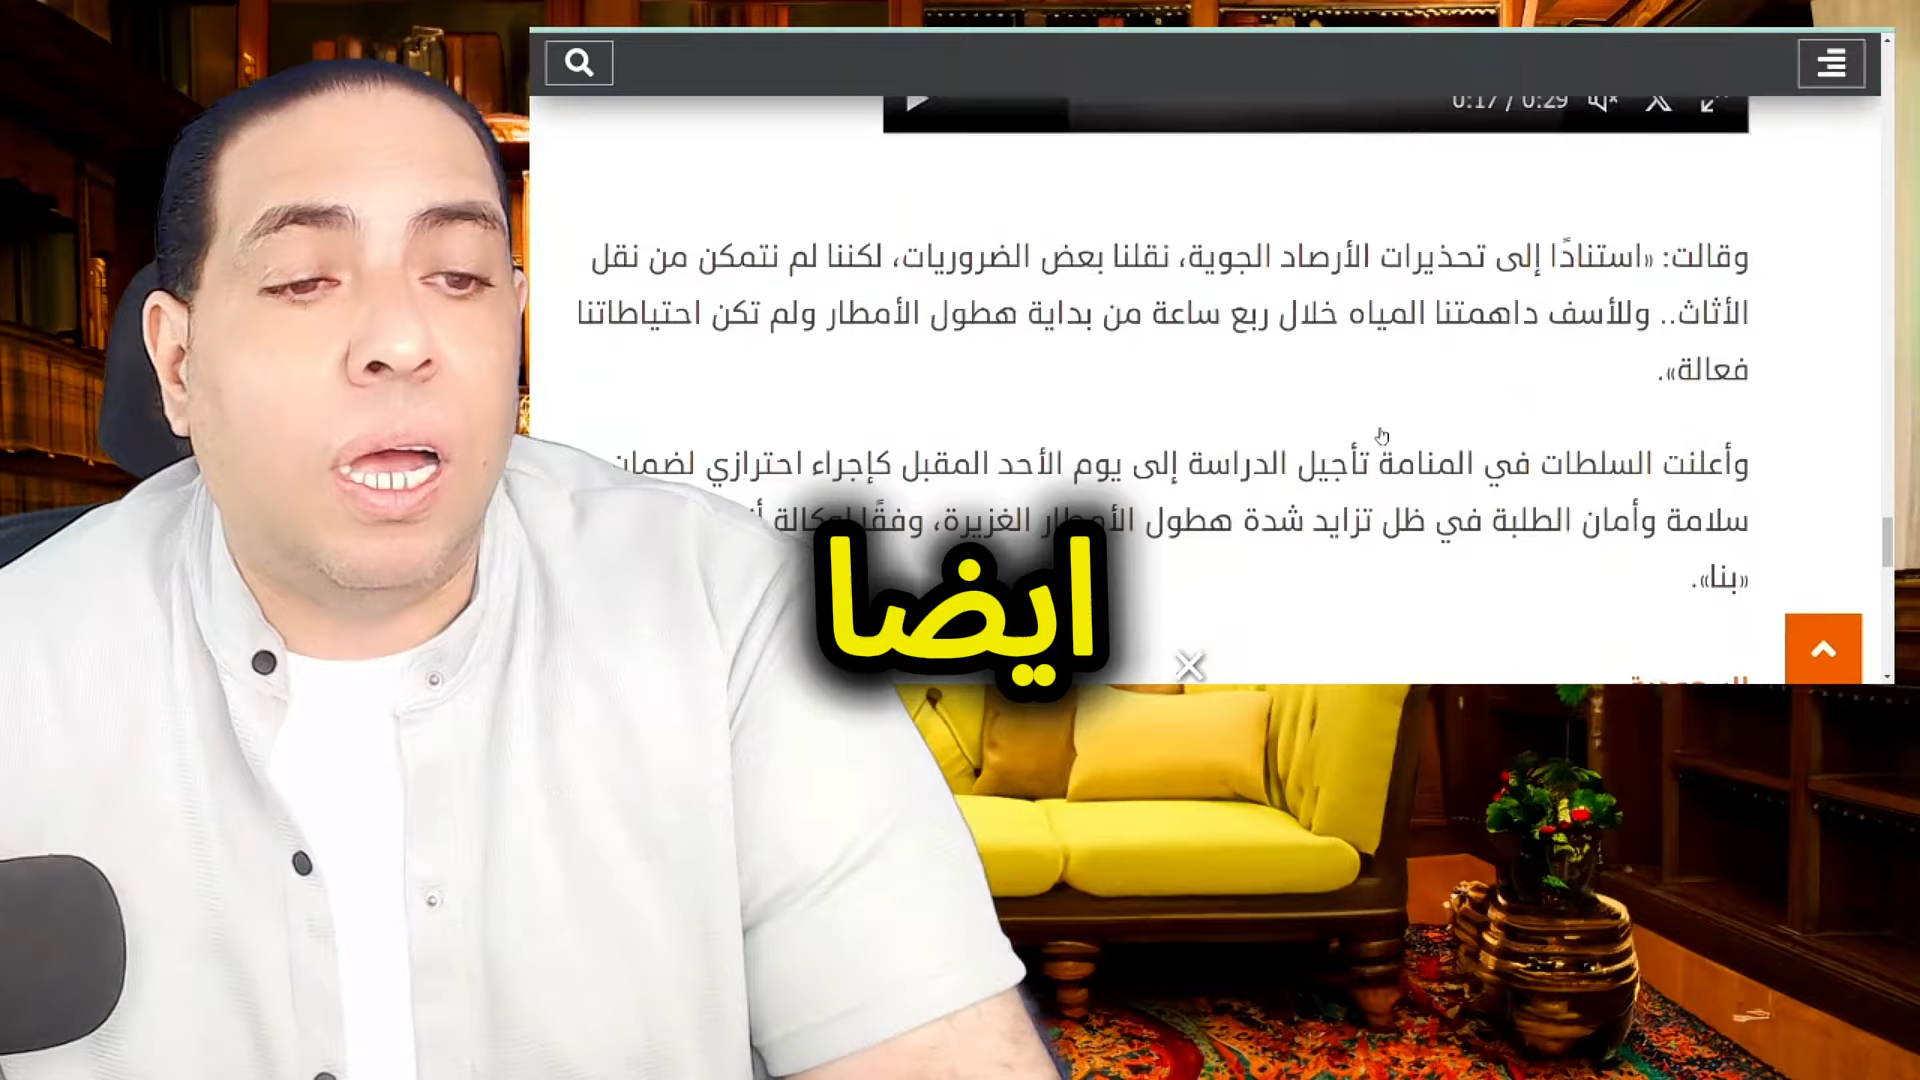 0:17 / 0:29
وقالت: «استنادًا إلى تحذيرات الأرصاد الجوية، نقلنا بعض الضروريات، لكننا لم نتمكن من نقل
الأثاث.. وللأسف داهمتنا المياه خلال ربع ساعة من بداية هطول الأمطار ولم تكن احتياطاتنا
فعالة».
وأعلنت السلطات في المنامة تأجيل الدراسة إلى يوم الأحد المقبل كإجراء احترازي لضمان
سلامة وأمان الطلبة في ظل تزايد شدة هطول الأمطار الغزيرة، وفقًا لوكالة
«بنا».
ايضا